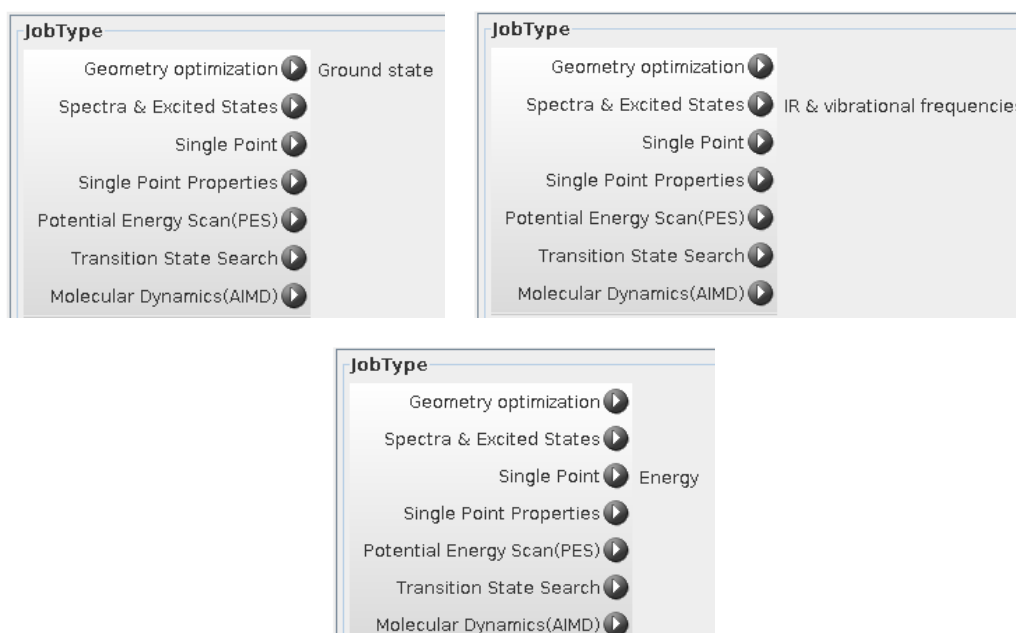 JobType
Geometry optimization Ground state
Spectra & Excited States
Single Point
Single Point Properties
Potential Energy Scan(PES)
Transition State Search
Molecular Dynamics(AIMD)
JobType
Geometry optimization
Spectra & Excited States IR & vibrational frequencies
Single Point
Single Point Properties
Potential Energy Scan(PES)
Transition State Search
Molecular Dynamics(AIMD)
JobType
Geometry optimization
Spectra & Excited States
Single Point Energy
Single Point Properties
Potential Energy Scan(PES)
Transition State Search
Molecular Dynamics(AIMD)